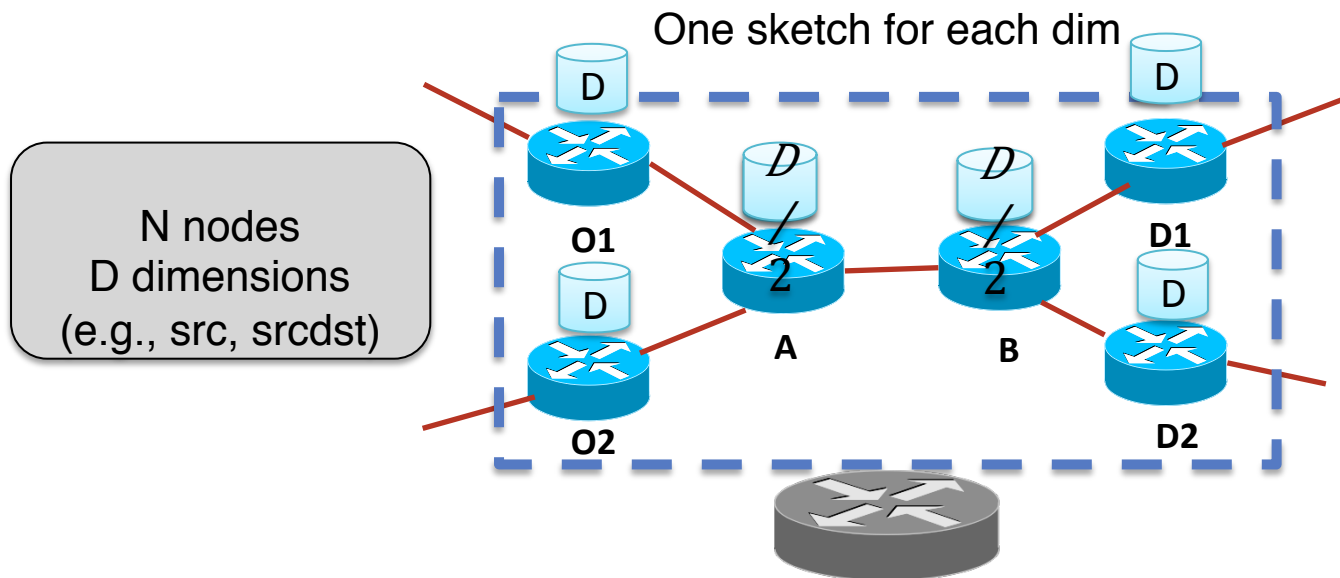 One sketch for each dim
D
D
D
/
2
D
/
2
N nodes
D dimensions
(e.g., src, srcdst)
O1
D1
D
D
A
B
O2
D2